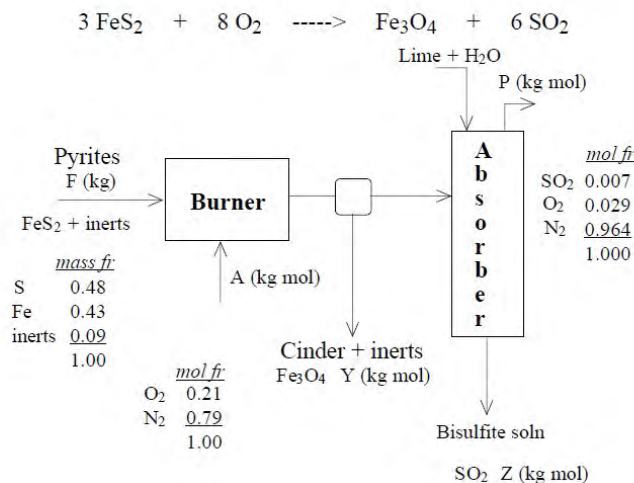 3 FeS2 + 8 O2 -----> Fe3O4 + 6 SO2
Lime + H2O
P (kg mol)
Pyrites
F (kg)
FeS2 + inerts
Burner
Absorber
mol fr
SO2 0.007
O2 0.029
N2 0.964
1.000
mass fr
S 0.48
Fe 0.43
inerts 0.09
1.00
A (kg mol)
mol fr
O2 0.21
N2 0.79
1.00
Cinder + inerts
Fe3O4 Y (kg mol)
Bisulfite soln
SO2 Z (kg mol)